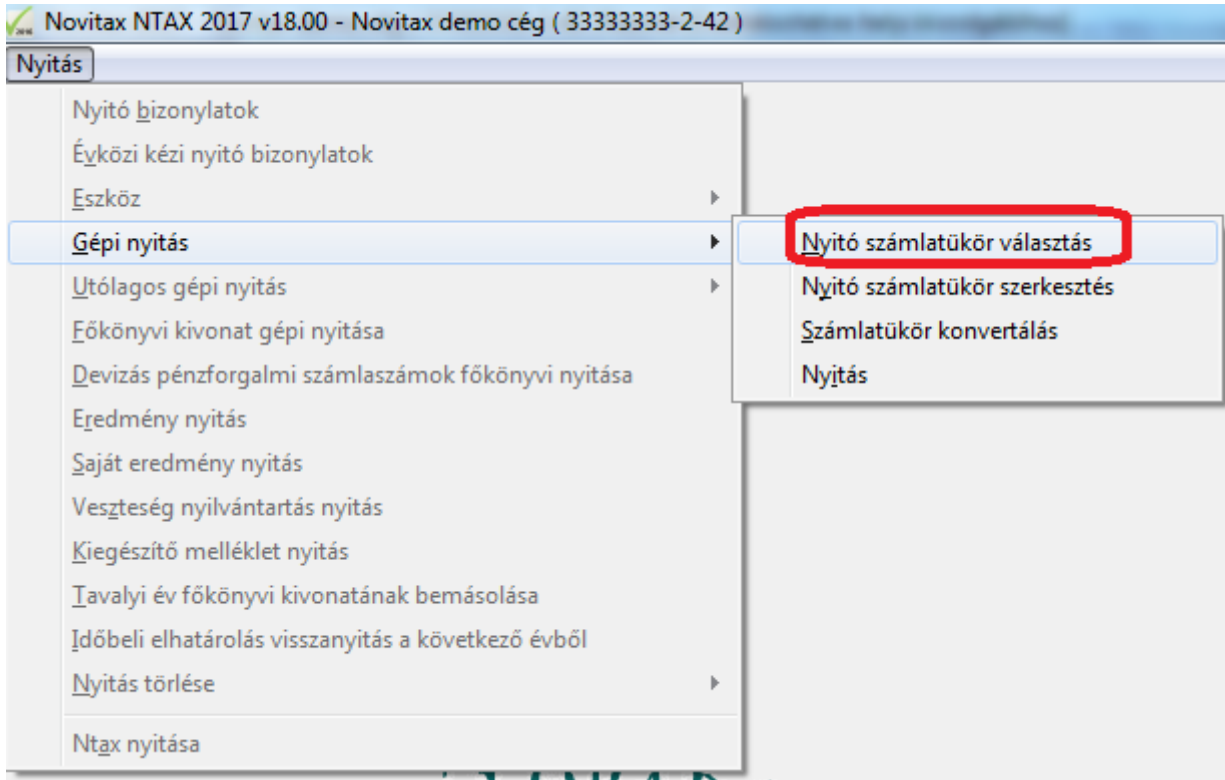 Novitax NTAX 2017 v18.00 - Novitax demo cég ( 33333333-2-42 )
Nyitás
Nyitó bizonylatok
Évközi kézi nyitó bizonylatok
Eszköz
Gépi nyitás
Nyitó számlatükör választás
Utólagos gépi nyitás
Nyitó számlatükör szerkesztés
Főkönyvi kivonat gépi nyitása
Számlatükör konvertálás
Devizás pénzforgalmi számlaszámok főkönyvi nyitása
Nyitás
Eredmény nyitás
Saját eredmény nyitás
Veszteség nyilvántartás nyitás
Kiegészítő melléklet nyitás
Tavalyi év főkönyvi kivonatának bemásolása
Időbeli elhatárolás visszanyitás a következő évből
Nyitás törlése
Ntax nyitása